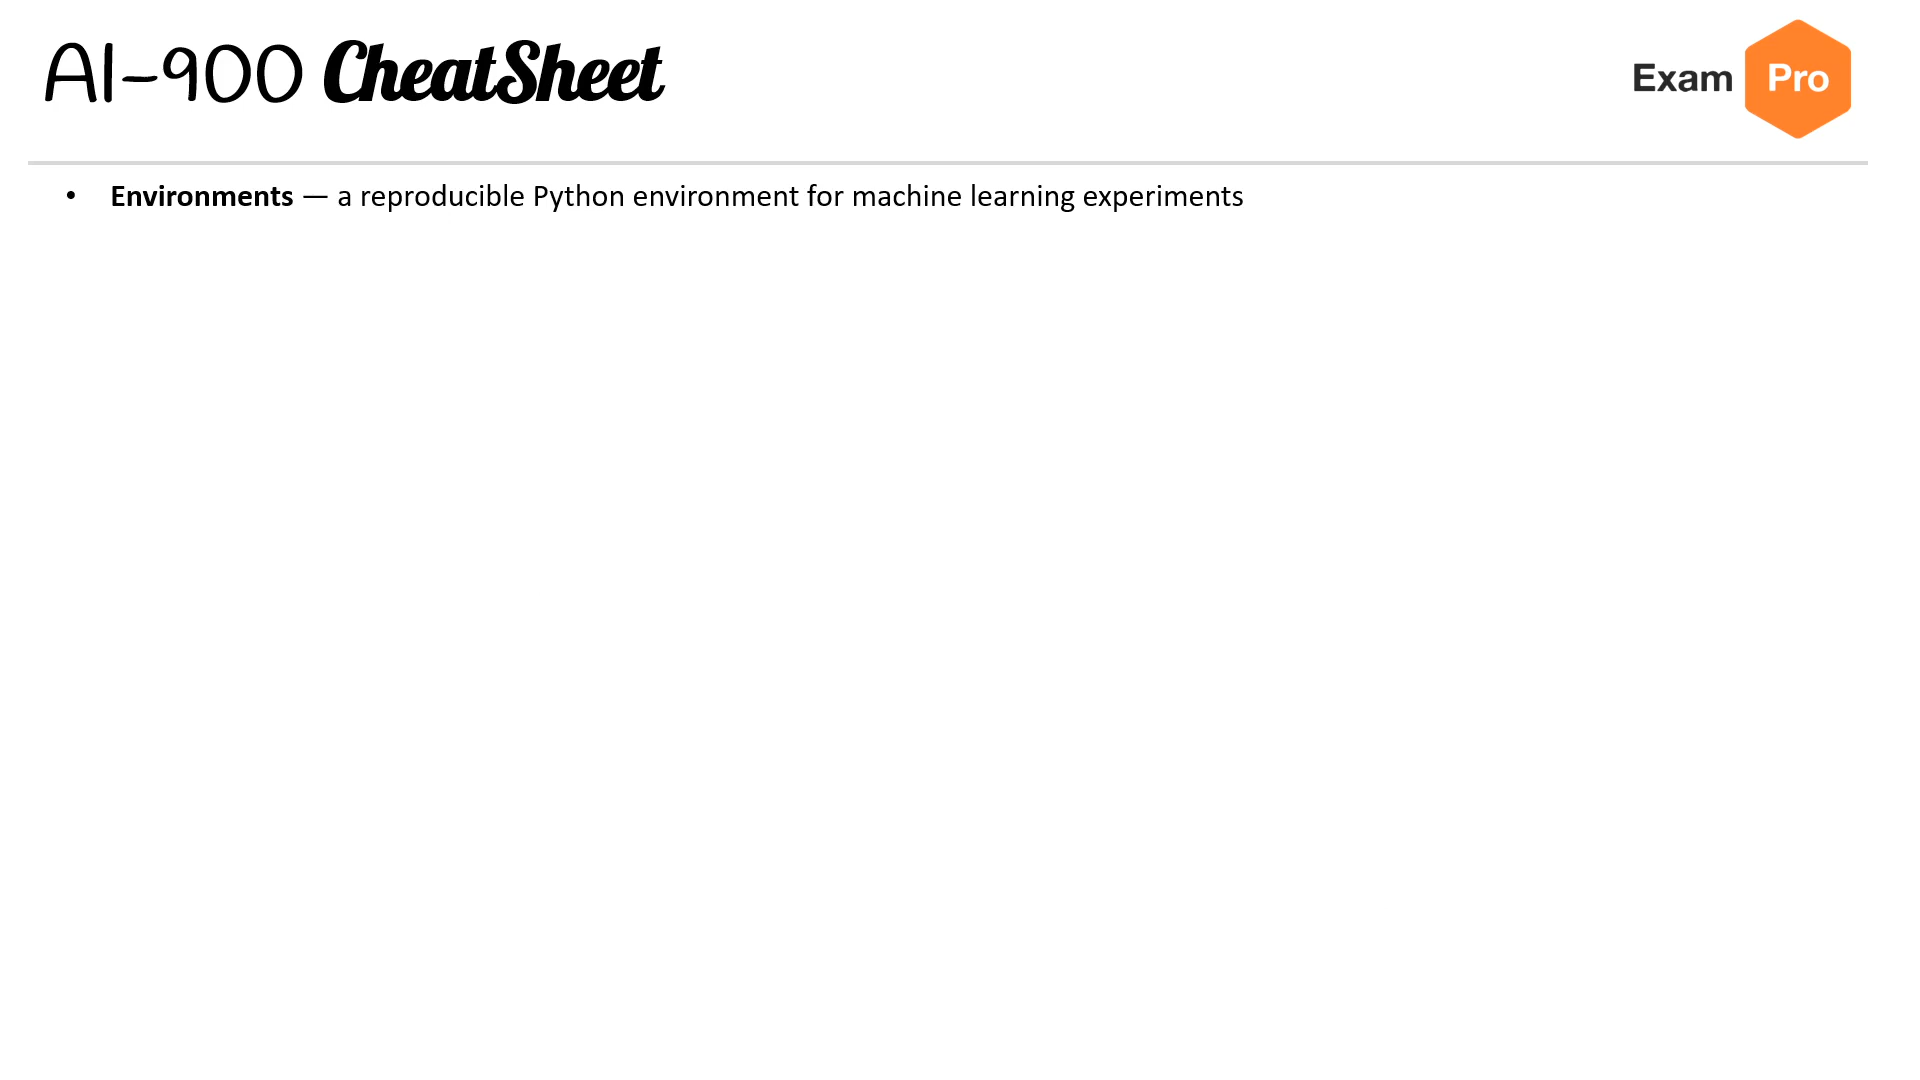 AI-900 CheatSheet
Exam Pro
• Environments — a reproducible Python environment for machine learning experiments